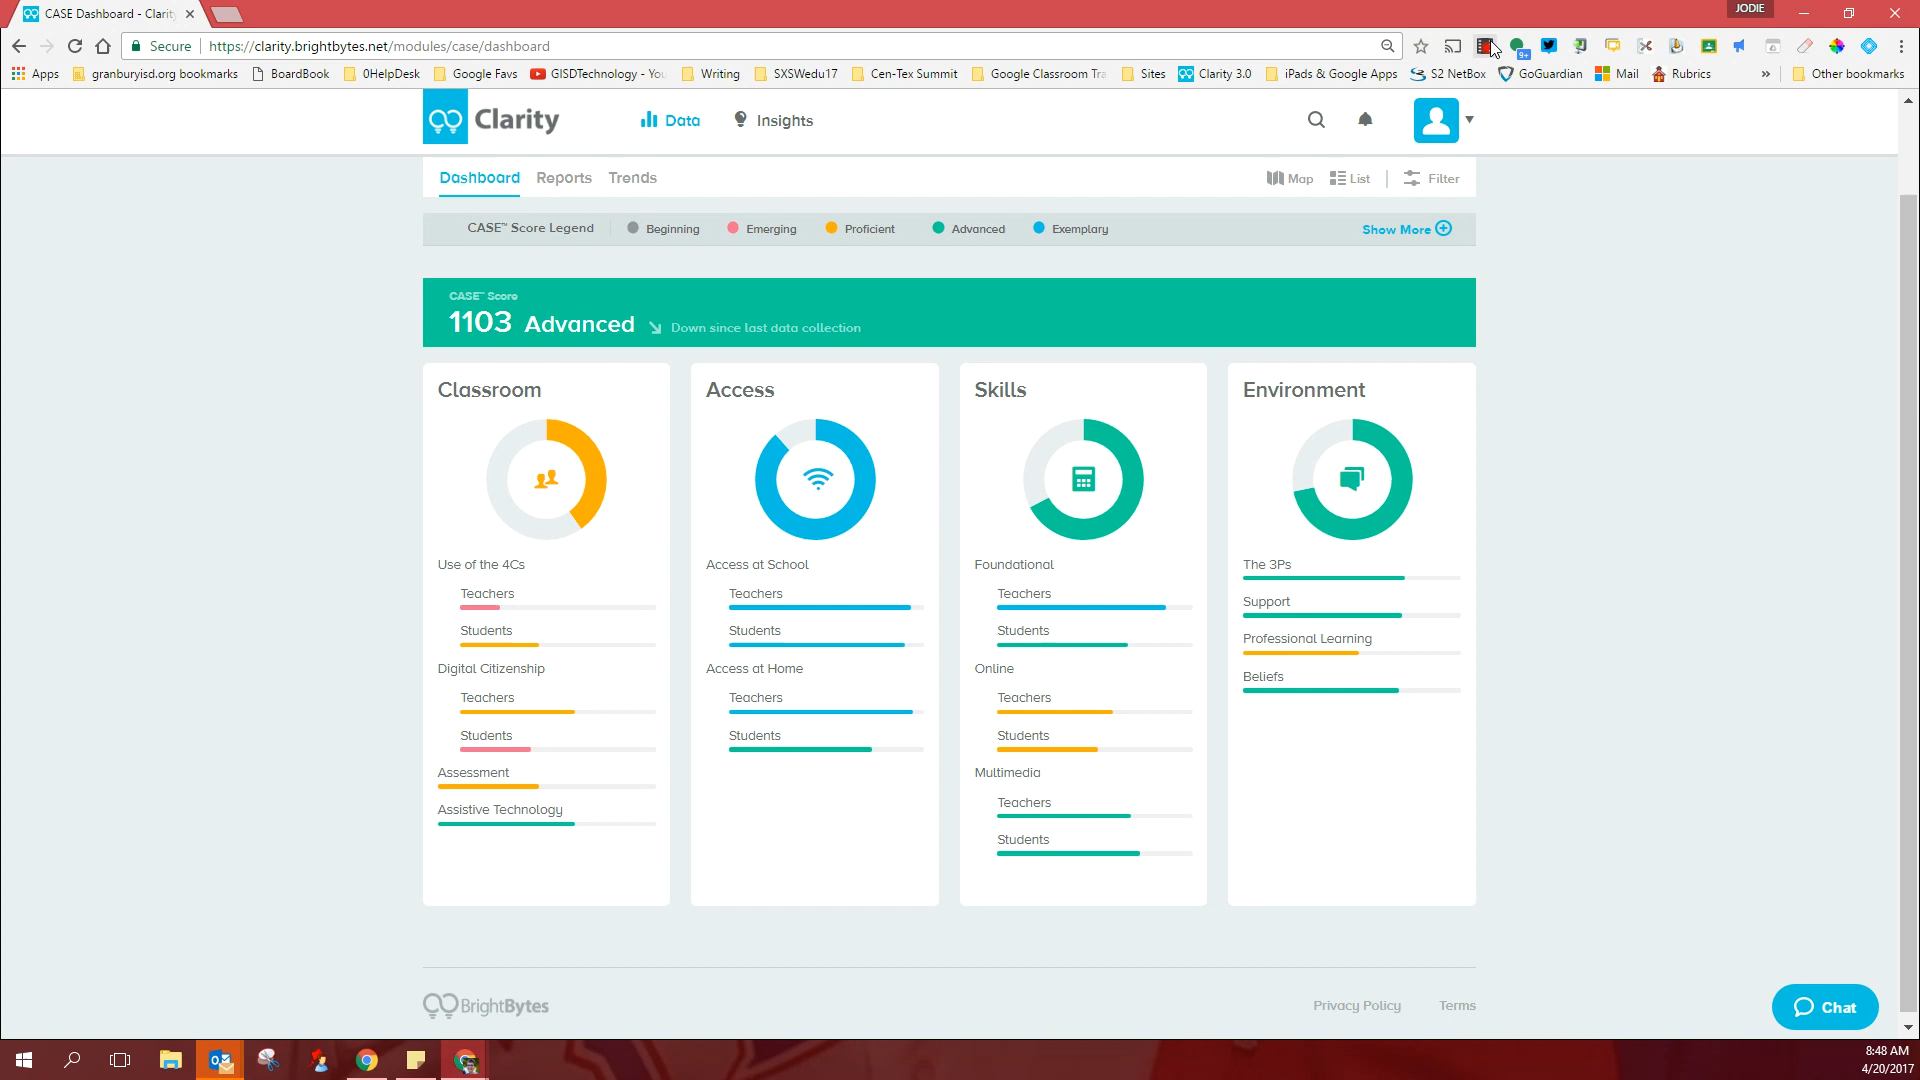 CASE Dashboard - Clarity
JODIE
Secure | https://clarity.brightbytes.net/modules/case/dashboard
9+
Apps granburyisd.org bookmarks BoardBook 0HelpDesk Google Favs GISDTechnology - You Writing SXSWedu17 Cen-Tex Summit Google Classroom Tra Sites Clarity 3.0 iPads & Google Apps S2 NetBox GoGuardian Mail Rubrics » Other bookmarks
Clarity Data Insights
Dashboard Reports Trends Map List | Filter
CASE™ Score Legend Beginning Emerging Proficient Advanced Exemplary Show More
CASE™ Score
1103 Advanced Down since last data collection
Classroom
Use of the 4Cs
Teachers
Students
Digital Citizenship
Teachers
Students
Assessment
Assistive Technology
Access
Access at School
Teachers
Students
Access at Home
Teachers
Students
Skills
Foundational
Teachers
Students
Online
Teachers
Students
Multimedia
Teachers
Students
Environment
The 3Ps
Support
Professional Learning
Beliefs
BrightBytes Privacy Policy Terms
Chat
8:48 AM
4/20/2017